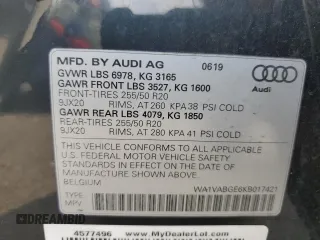 MFD. BY AUDI AG 0619
GVWR LBS 6978, KG 3165
GAWR FRONT LBS 3527, KG 1600
FRONT-TIRES 255/50 R20
9JX20 RIMS, AT 260 KPA 38 PSI COLD
GAWR REAR LBS 4079, KG 1850
REAR-TIRES 255/50 R20
9JX20 RIMS, AT 280 KPA 41 PSI COLD
Audi
THIS VEHICLE CONFORMS TO ALL APPLICABLE
U.S. FEDERAL MOTOR VEHICLE SAFETY
STANDARDS IN EFFECT ON THE DATE OF
MANUFACTURE SHOWN ABOVE.
BELGIUM
WA1VABGE6KB017421
TYPE:
4577496 MyDealerLot.com
DREAMBID